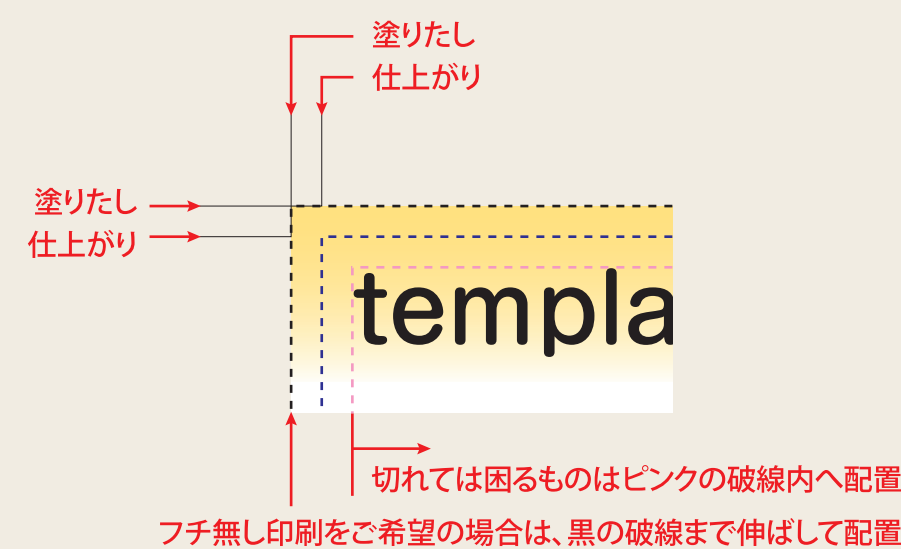 塗りたし
仕上がり
塗りたし
仕上がり
templa
切れては困るものはピンクの破線内へ配置
フチ無し印刷をご希望の場合は、黒の破線まで伸ばして配置